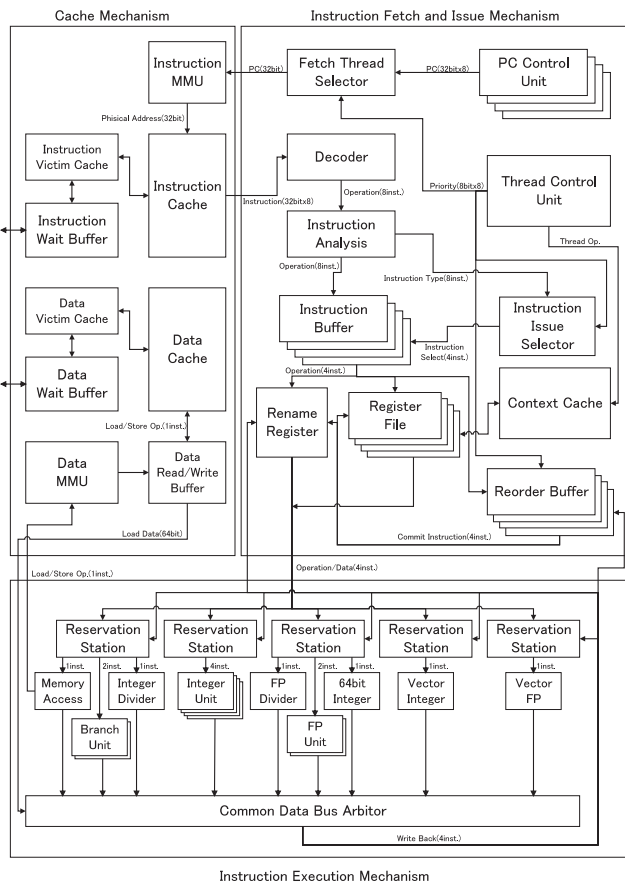 Cache Mechanism
Instruction Fetch and Issue Mechanism
Instruction
MMU
PC(32bit)
Fetch Thread
Selector
PC(32bitx8)
PC Control
Unit
Phisical Address(32bit)
Instruction
Victim Cache
Instruction
Cache
Instruction
Wait Buffer
Instruction(32bitx8)
Decoder
Priority(8bitx8)
Thread Control
Unit
Operation(8inst.)
Instruction
Analysis
Thread Op.
Operation(8inst.)
Instruction Type(8inst.)
Data
Victim Cache
Data
Cache
Data
Wait Buffer
Instruction
Buffer
Instruction
Select(4inst.)
Instruction
Issue
Selector
Operation(4inst.)
Rename
Register
Register
File
Context Cache
Load/Store Op.(1inst.)
Data
MMU
Data
Read/Write
Buffer
Reorder Buffer
Load Data(64bit)
Commit Instruction(4inst.)
Load/Store Op.(1inst.)
Operation/Data(4inst.)
Reservation
Station
Reservation
Station
Reservation
Station
Reservation
Station
Reservation
Station
1inst.
2inst.
1inst.
4inst.
1inst.
2inst.
1inst.
1inst.
1inst.
Memory
Access
Integer
Divider
Integer
Unit
FP
Divider
64bit
Integer
Vector
Integer
Vector
FP
Branch
Unit
FP
Unit
Common Data Bus Arbitor
Write Back(4inst.)
Instruction Execution Mechanism